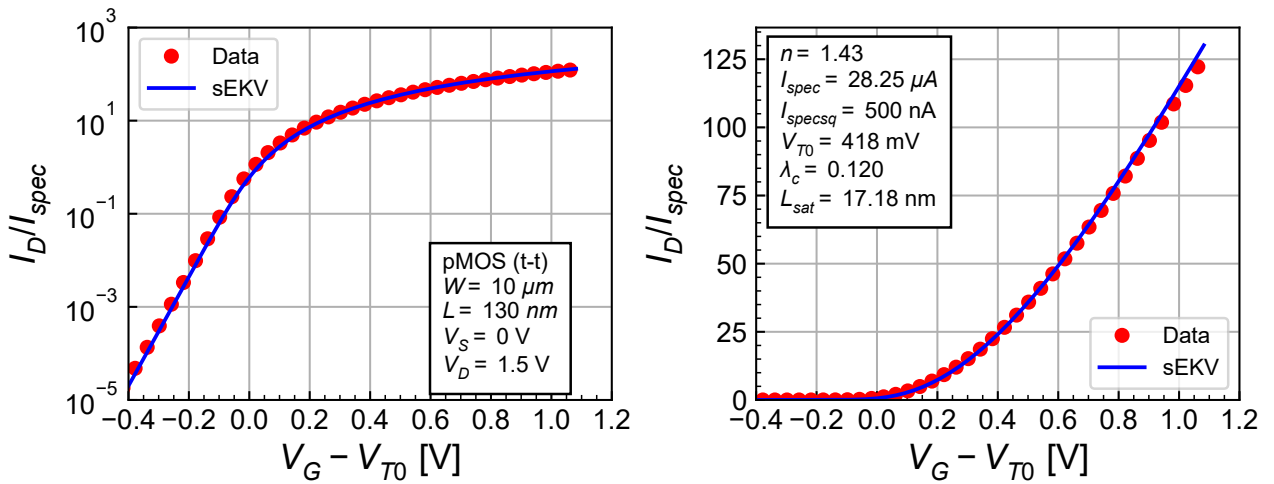 10³
10¹
10⁻¹
10⁻³
10⁻⁵
I_D/I_spec
Data
sEKV
pMOS (t-t)
W = 10 µm
L = 130 nm
V_S = 0 V
V_D = 1.5 V
−0.4 −0.2 0.0 0.2 0.4 0.6 0.8 1.0 1.2
V_G − V_T0 [V]
125
100
75
50
25
0
I_D/I_spec
n = 1.43
I_spec = 28.25 µA
I_specsq = 500 nA
V_T0 = 418 mV
λ_c = 0.120
L_sat = 17.18 nm
Data
sEKV
−0.4 −0.2 0.0 0.2 0.4 0.6 0.8 1.0 1.2
V_G − V_T0 [V]